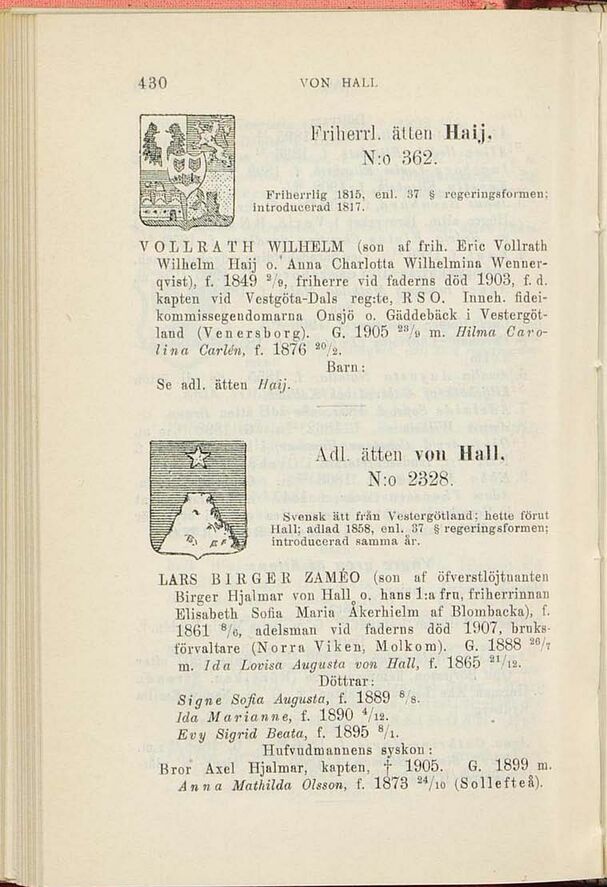 430
VON HALL
Friherrl. ätten Haij.
N:o 362.
Friherrlig 1815, enl. 37 § regeringsformen;
introducerad 1817.
VOLLRATH WILHELM (son af frih. Eric Vollrath
Wilhelm Haij o. Anna Charlotta Wilhelmina Wenner-
qvist), f. 1849 2/9, friherre vid faderns död 1903, f. d.
kapten vid Vestgöta-Dals reg:te, RSO. Inneh. fidei-
kommissegendomarna Onsjö o. Gäddebäck i Vestergöt-
land (Venersborg). G. 1905 23/9 m. Hilma Caro-
lina Carlén, f. 1876 20/2.
Barn:
Se adl. ätten Haij.
Adl. ätten von Hall.
N:o 2328.
Svensk ätt från Vestergötland; hette förut
Hall; adlad 1858, enl. 37 § regeringsformen;
introducerad samma år.
LARS BIRGER ZAMÉO (son af öfverstlöjtnanten
Birger Hjalmar von Hall o. hans 1:a fru, friherrinnan
Elisabeth Sofia Maria Åkerhielm af Blombacka), f.
1861 8/6, adelsman vid faderns död 1907, bruks-
förvaltare (Norra Viken, Molkom). G. 1888 26/7
m. Ida Lovisa Augusta von Hall, f. 1865 21/12.
Döttrar:
Signe Sofia Augusta, f. 1889 8/8.
Ida Marianne, f. 1890 4/12.
Evy Sigrid Beata, f. 1895 8/1.
Hufvudmannens syskon:
Bror Axel Hjalmar, kapten, † 1905. G. 1899 m.
Anna Mathilda Olsson, f. 1873 24/10 (Sollefteå).